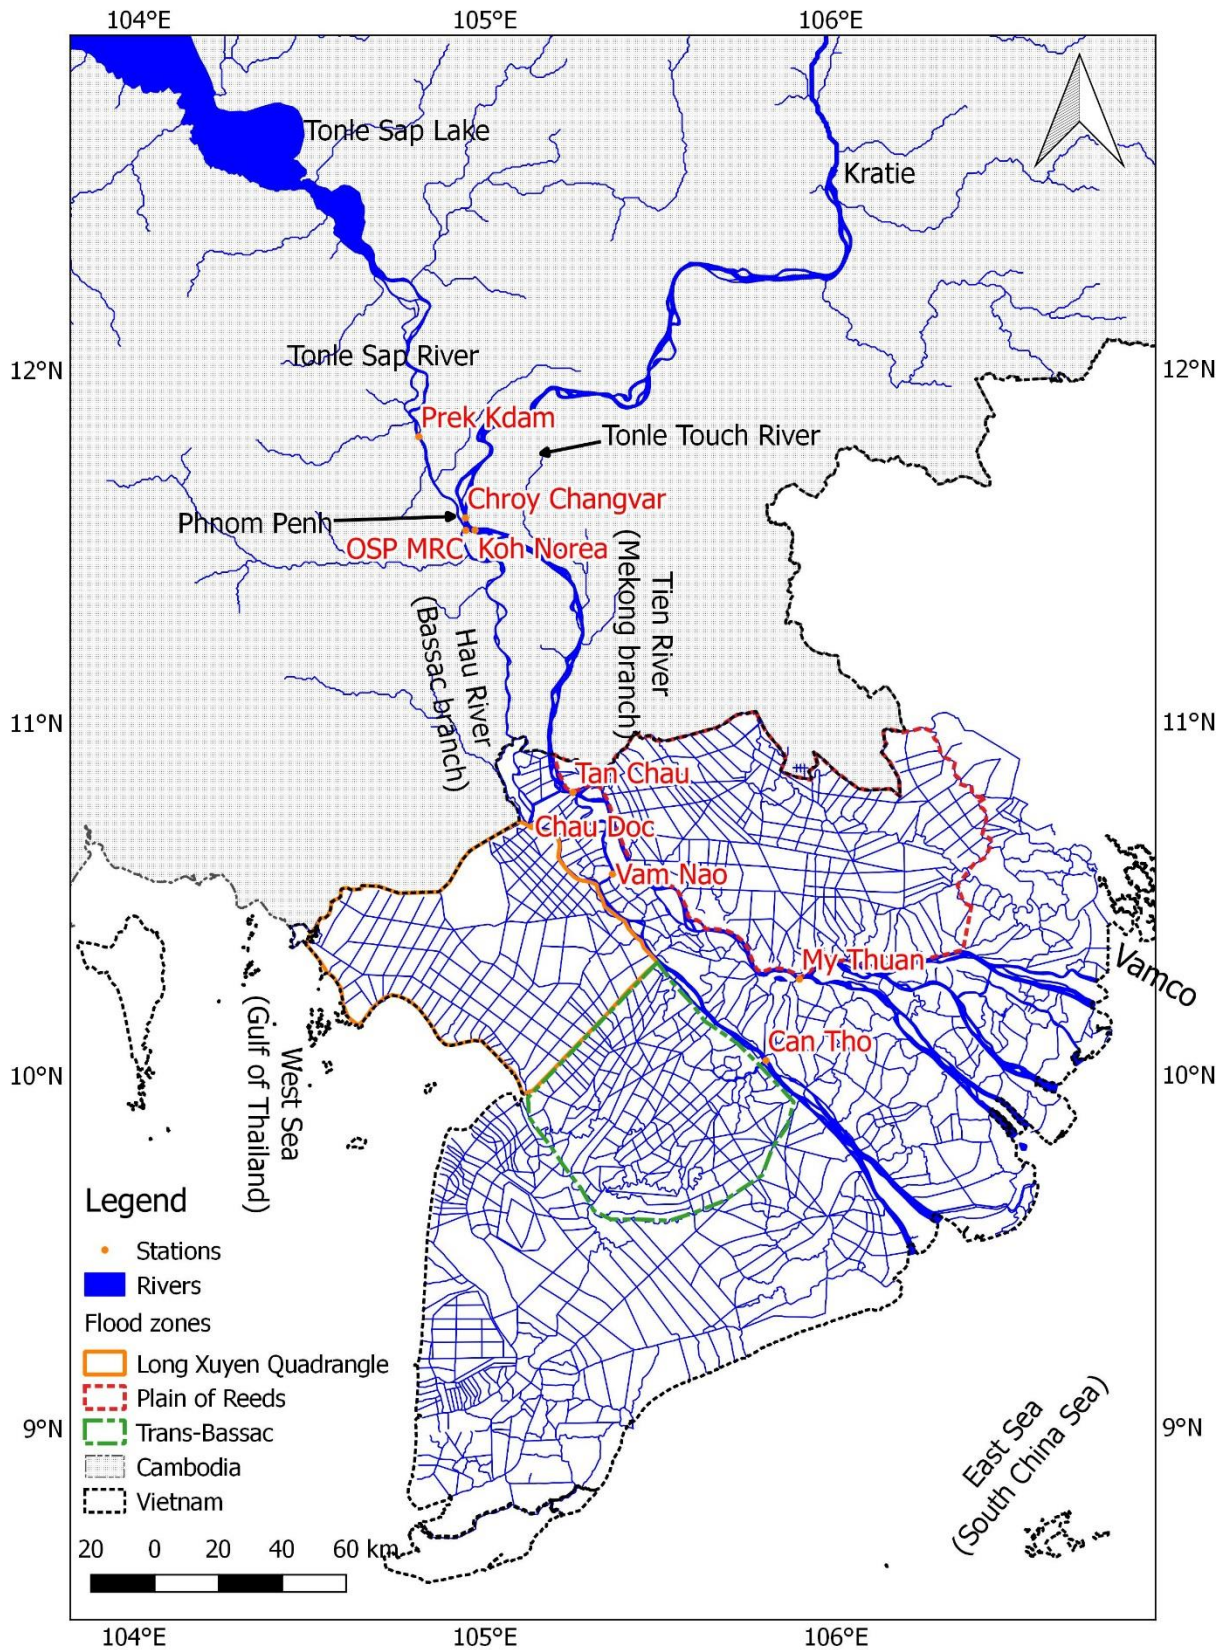 104°E 105°E 106°E
Tonle Sap Lake
Kratie
Tonle Sap River
12°N 12°N
Prek Kdam
Tonle Touch River
Chroy Changvar
Phnom Penh
OSP MRC Koh Norea
Tien River
(Mekong branch)
Hau River
(Bassac branch)
11°N 11°N
Tan Chau
Chau Doc
Vam Nao
My Thuan
Vamco
Can Tho
West Sea
(Gulf of Thailand)
10°N 10°N
Legend
Stations
Rivers
Flood zones
Long Xuyen Quadrangle
Plain of Reeds
Trans-Bassac
Cambodia
Vietnam
9°N 9°N
East Sea
(South China Sea)
20 0 20 40 60 km
104°E 105°E 106°E